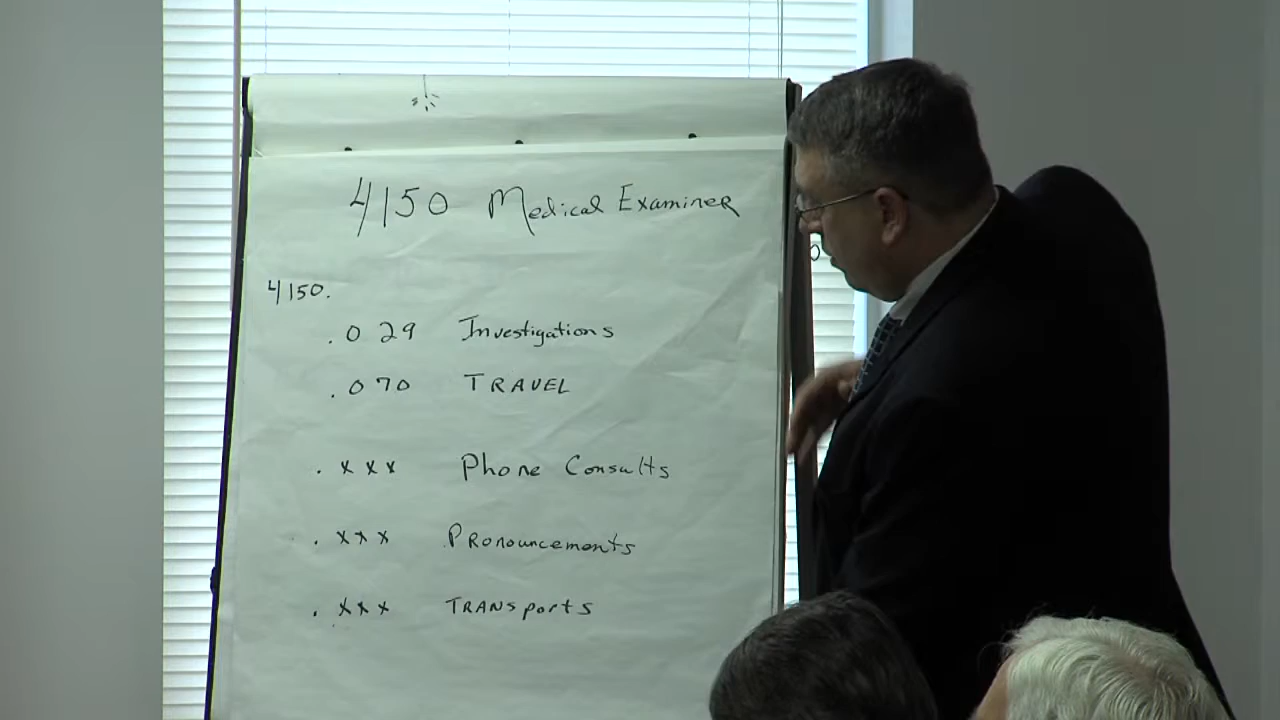 4150 Medical Examiner
4150.
.029 Investigations
.070 TRAVEL
.xxx Phone Consults
.xxx Pronouncements
.xxx TRANSports